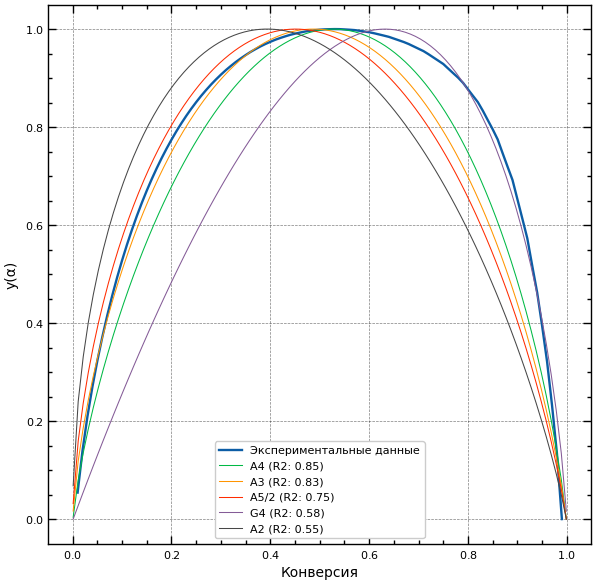 1.0
0.8
0.6
0.4
0.2
0.0
y(α)
Экспериментальные данные
A4 (R2: 0.85)
A3 (R2: 0.83)
A5/2 (R2: 0.75)
G4 (R2: 0.58)
A2 (R2: 0.55)
0.0 0.2 0.4 0.6 0.8 1.0
Конверсия